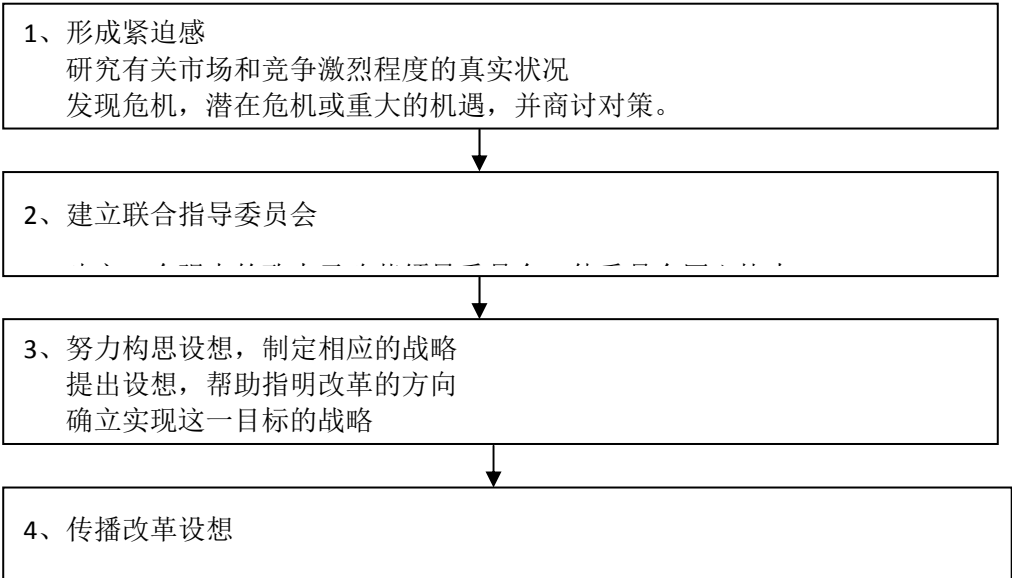 1、形成紧迫感
研究有关市场和竞争激烈程度的真实状况
发现危机，潜在危机或重大的机遇，并商讨对策。
2、建立联合指导委员会
3、努力构思设想，制定相应的战略
提出设想，帮助指明改革的方向
确立实现这一目标的战略
4、传播改革设想